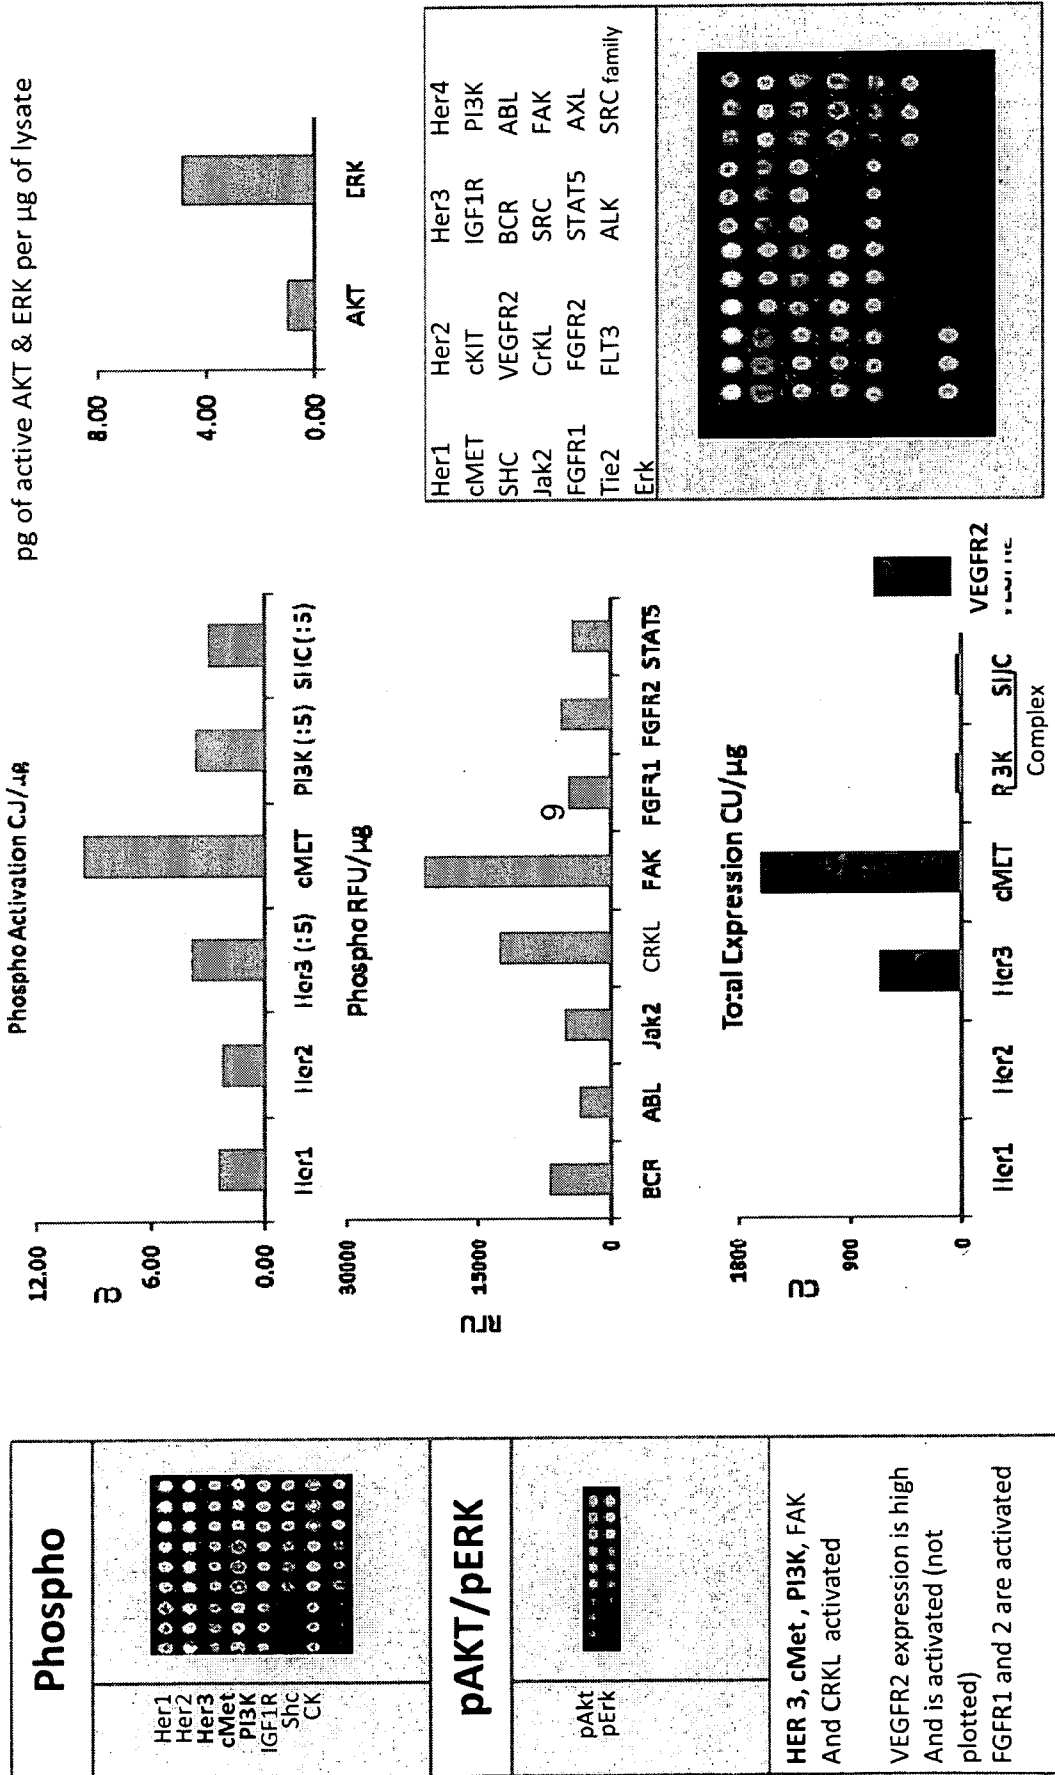 Phospho
Her1
Her2
Her3
cMet
PI3K
IGF1R
Shc
CK
pAKT/pERK
pAkt
pErk
HER 3, cMet , PI3K, FAK
And CRKL activated
VEGFR2 expression is high
And is activated (not
plotted)
FGFR1 and 2 are activated
Phospho Activation CJ/µg
12.00
6.00
0.00
Her1 Her2 Her3 (:5) cMET PI3K (:5) SHC (:5)
Phospho RFU/µg
30000
15000
0
BCR ABL Jak2 CRKL FAK FGFR1 FGFR2 STAT5
9
Total Expression CU/µg
1800
900
0
Her1 Her2 Her3 cMET
Complex
VEGFR2
pg of active AKT & ERK per µg of lysate
8.00
4.00
0.00
AKT ERK
Her1 Her2 Her3 Her4
cMET cKIT IGF1R PI3K
SHC VEGFR2 BCR ABL
Jak2 CrKL SRC FAK
FGFR1 FGFR2 STAT5 AXL
Tie2 FLT3 ALK SRC family
Erk